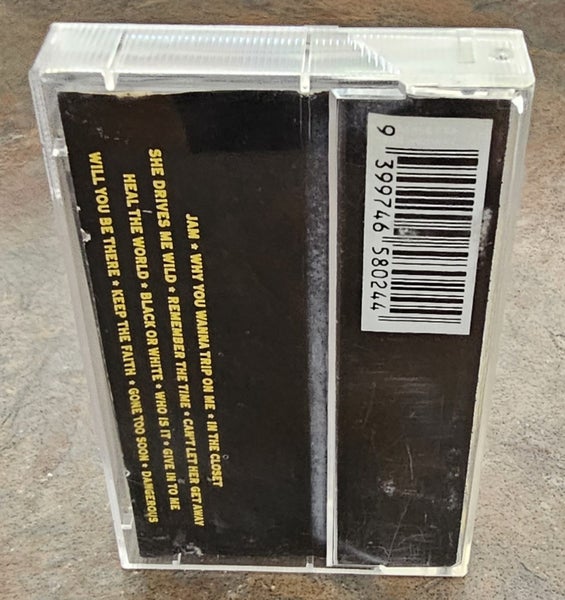 JAM • WHY YOU WANNA TRIP ON ME • IN THE CLOSET
SHE DRIVES ME WILD • REMEMBER THE TIME • CAN'T LET HER GET AWAY
HEAL THE WORLD • BLACK OR WHITE • WHO IS IT • GIVE IN TO ME
WILL YOU BE THERE • KEEP THE FAITH • GONE TOO SOON • DANGEROUS
9 399746 580244